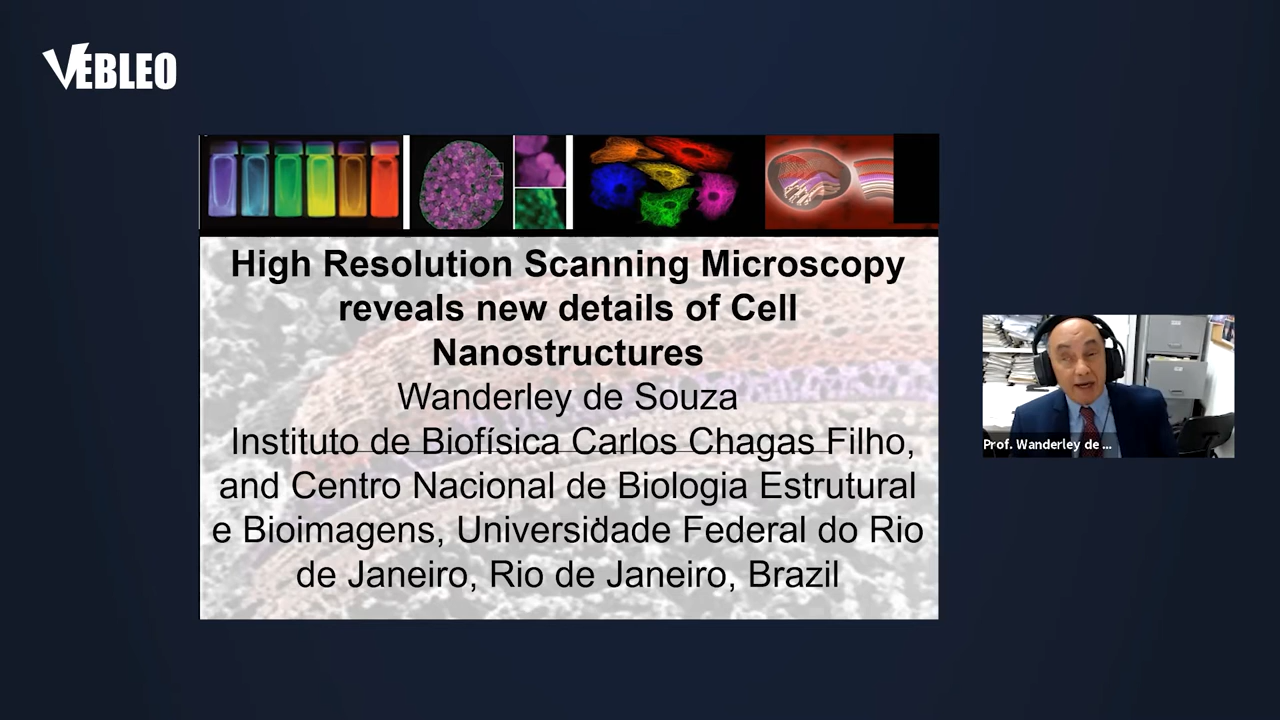 VEBLEO
High Resolution Scanning Microscopy
reveals new details of Cell
Nanostructures
Wanderley de Souza
Instituto de Biofísica Carlos Chagas Filho,
and Centro Nacional de Biologia Estrutural
e Bioimagens, Universidade Federal do Rio
de Janeiro, Rio de Janeiro, Brazil
Prof. Wanderley de ...